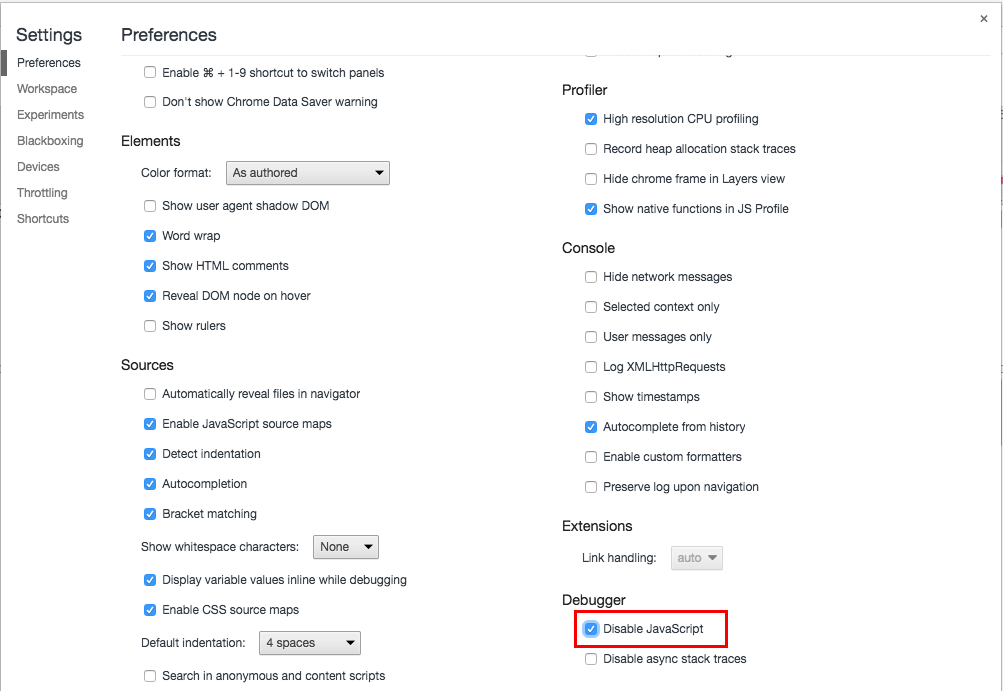 Settings
Preferences
Workspace
Experiments
Blackboxing
Devices
Throttling
Shortcuts
Preferences
×
Enable ⌘ + 1-9 shortcut to switch panels
Don't show Chrome Data Saver warning
Elements
Color format: As authored
Show user agent shadow DOM
Word wrap
Show HTML comments
Reveal DOM node on hover
Show rulers
Sources
Automatically reveal files in navigator
Enable JavaScript source maps
Detect indentation
Autocompletion
Bracket matching
Show whitespace characters: None
Display variable values inline while debugging
Enable CSS source maps
Default indentation: 4 spaces
Search in anonymous and content scripts
Profiler
High resolution CPU profiling
Record heap allocation stack traces
Hide chrome frame in Layers view
Show native functions in JS Profile
Console
Hide network messages
Selected context only
User messages only
Log XMLHttpRequests
Show timestamps
Autocomplete from history
Enable custom formatters
Preserve log upon navigation
Extensions
Link handling: auto
Debugger
Disable JavaScript
Disable async stack traces